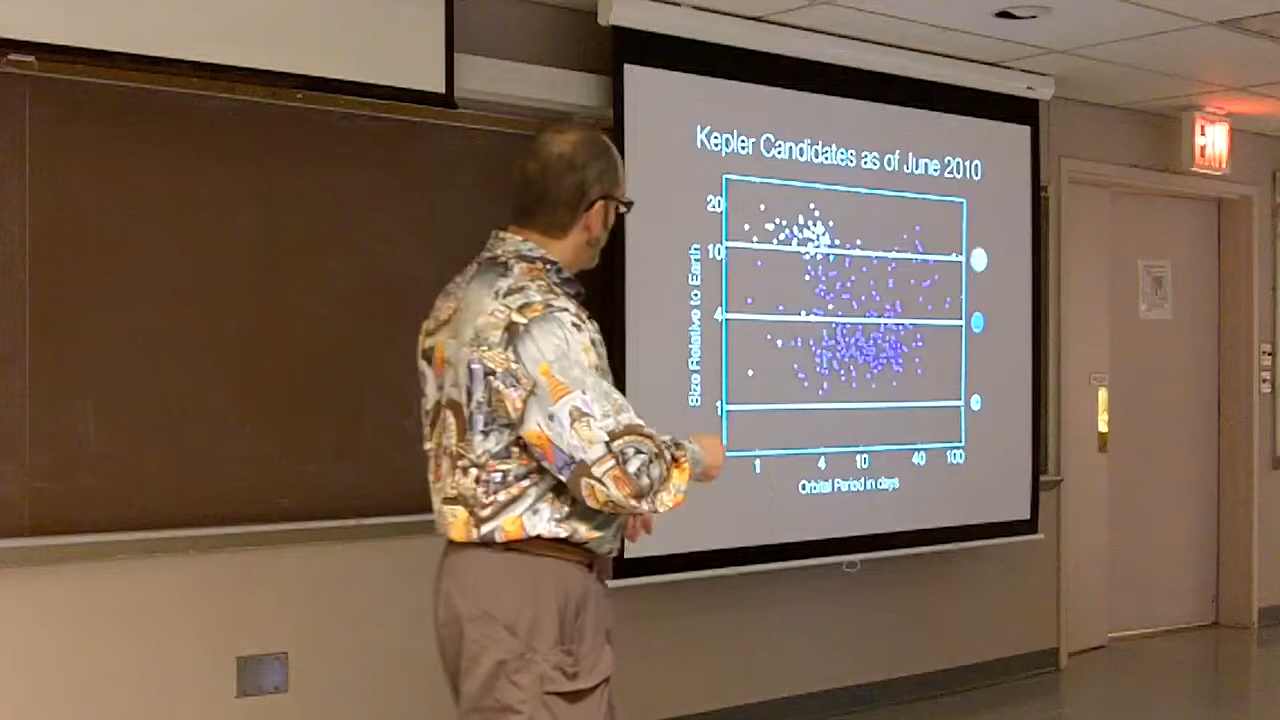 Kepler Candidates as of June 2010
20
10
4
1
Size Relative to Earth
1 4 10 40 100
Orbital Period in days